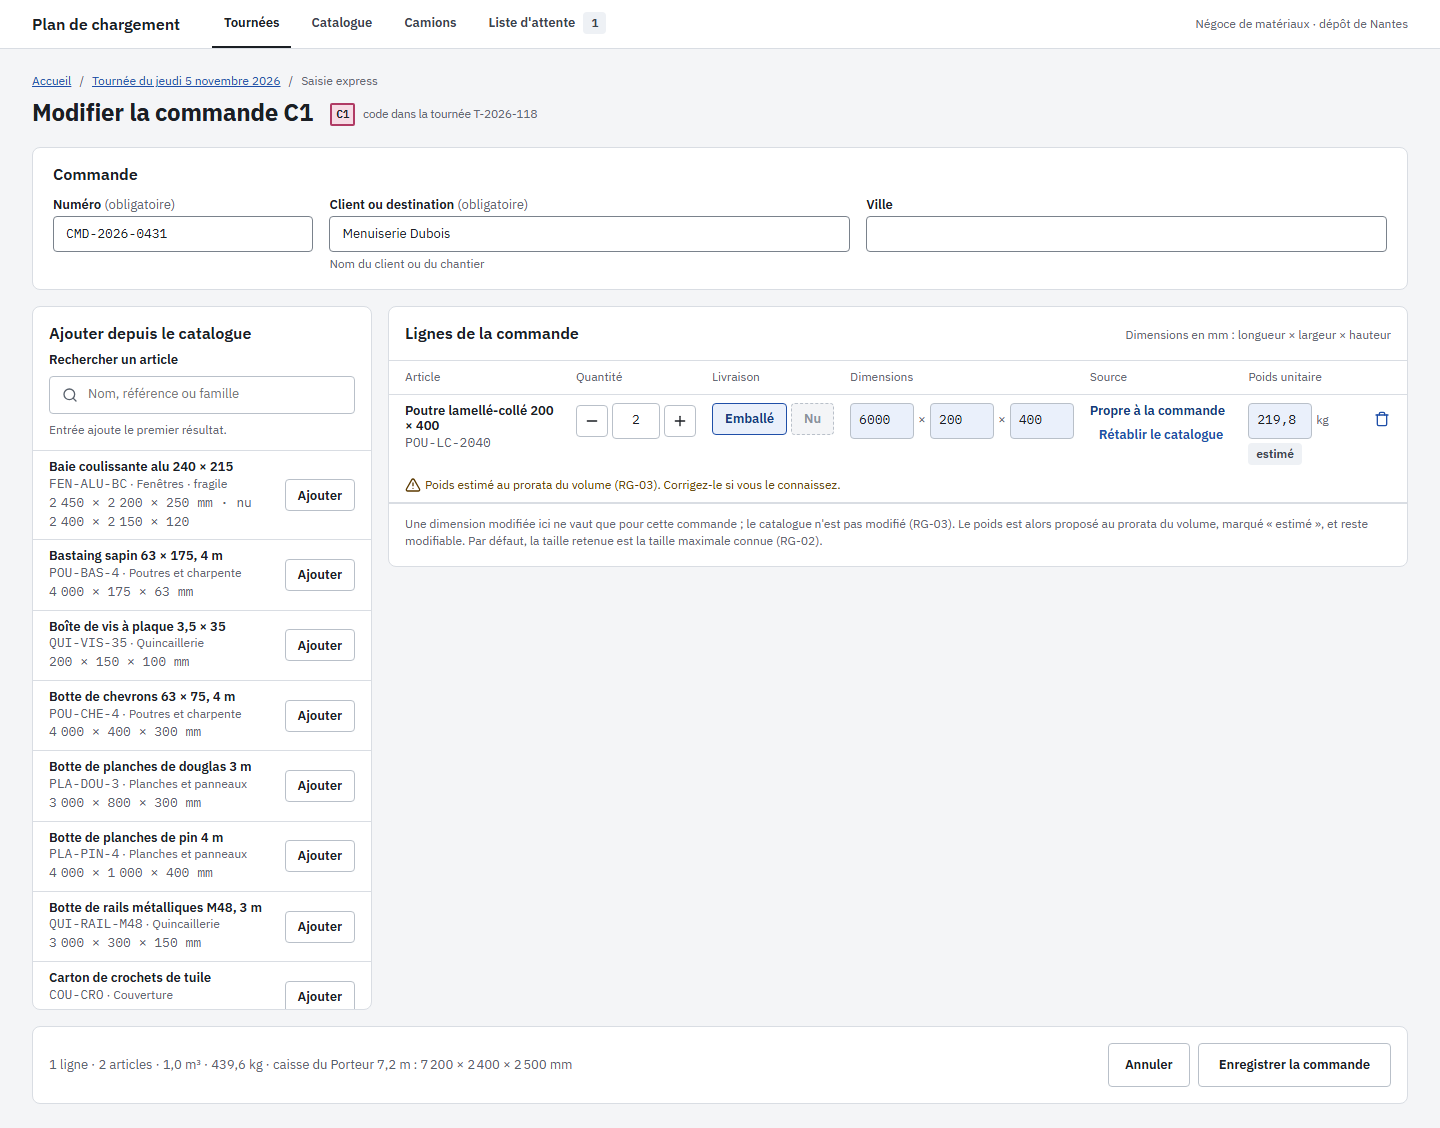 Plan de chargement
Tournées
Catalogue
Camions
Liste d'attente 1
Négoce de matériaux · dépôt de Nantes
Accueil / Tournée du jeudi 5 novembre 2026 / Saisie express
Modifier la commande C1
C1 code dans la tournée T-2026-118
Commande
Numéro (obligatoire)
CMD-2026-0431
Client ou destination (obligatoire)
Menuiserie Dubois
Nom du client ou du chantier
Ville
Ajouter depuis le catalogue
Rechercher un article
Nom, référence ou famille
Entrée ajoute le premier résultat.
Baie coulissante alu 240 × 215
FEN-ALU-BC · Fenêtres · fragile
2 450 × 2 200 × 250 mm · nu
2 400 × 2 150 × 120
Ajouter
Bastaing sapin 63 × 175, 4 m
POU-BAS-4 · Poutres et charpente
4 000 × 175 × 63 mm
Ajouter
Boîte de vis à plaque 3,5 × 35
QUI-VIS-35 · Quincaillerie
200 × 150 × 100 mm
Ajouter
Botte de chevrons 63 × 75, 4 m
POU-CHE-4 · Poutres et charpente
4 000 × 400 × 300 mm
Ajouter
Botte de planches de douglas 3 m
PLA-DOU-3 · Planches et panneaux
3 000 × 800 × 300 mm
Ajouter
Botte de planches de pin 4 m
PLA-PIN-4 · Planches et panneaux
4 000 × 1 000 × 400 mm
Ajouter
Botte de rails métalliques M48, 3 m
QUI-RAIL-M48 · Quincaillerie
3 000 × 300 × 150 mm
Ajouter
Carton de crochets de tuile
COU-CRO · Couverture
Ajouter
Lignes de la commande
Dimensions en mm : longueur × largeur × hauteur
Article
Quantité
Livraison
Dimensions
Source
Poids unitaire
Poutre lamellé-collé 200
× 400
POU-LC-2040
− 2 +
Emballé
Nu
6000 × 200 × 400
Propre à la commande
Rétablir le catalogue
219,8 kg
estimé
Poids estimé au prorata du volume (RG-03). Corrigez-le si vous le connaissez.
Une dimension modifiée ici ne vaut que pour cette commande ; le catalogue n'est pas modifié (RG-03). Le poids est alors proposé au prorata du volume, marqué « estimé », et reste
modifiable. Par défaut, la taille retenue est la taille maximale connue (RG-02).
1 ligne · 2 articles · 1,0 m³ · 439,6 kg · caisse du Porteur 7,2 m : 7 200 × 2 400 × 2 500 mm
Annuler
Enregistrer la commande